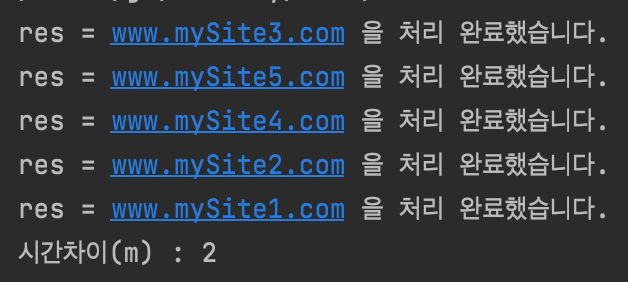 res = www.mySite3.com 을 처리 완료했습니다.
res = www.mySite5.com 을 처리 완료했습니다.
res = www.mySite4.com 을 처리 완료했습니다.
res = www.mySite2.com 을 처리 완료했습니다.
res = www.mySite1.com 을 처리 완료했습니다.
시간차이(m) : 2